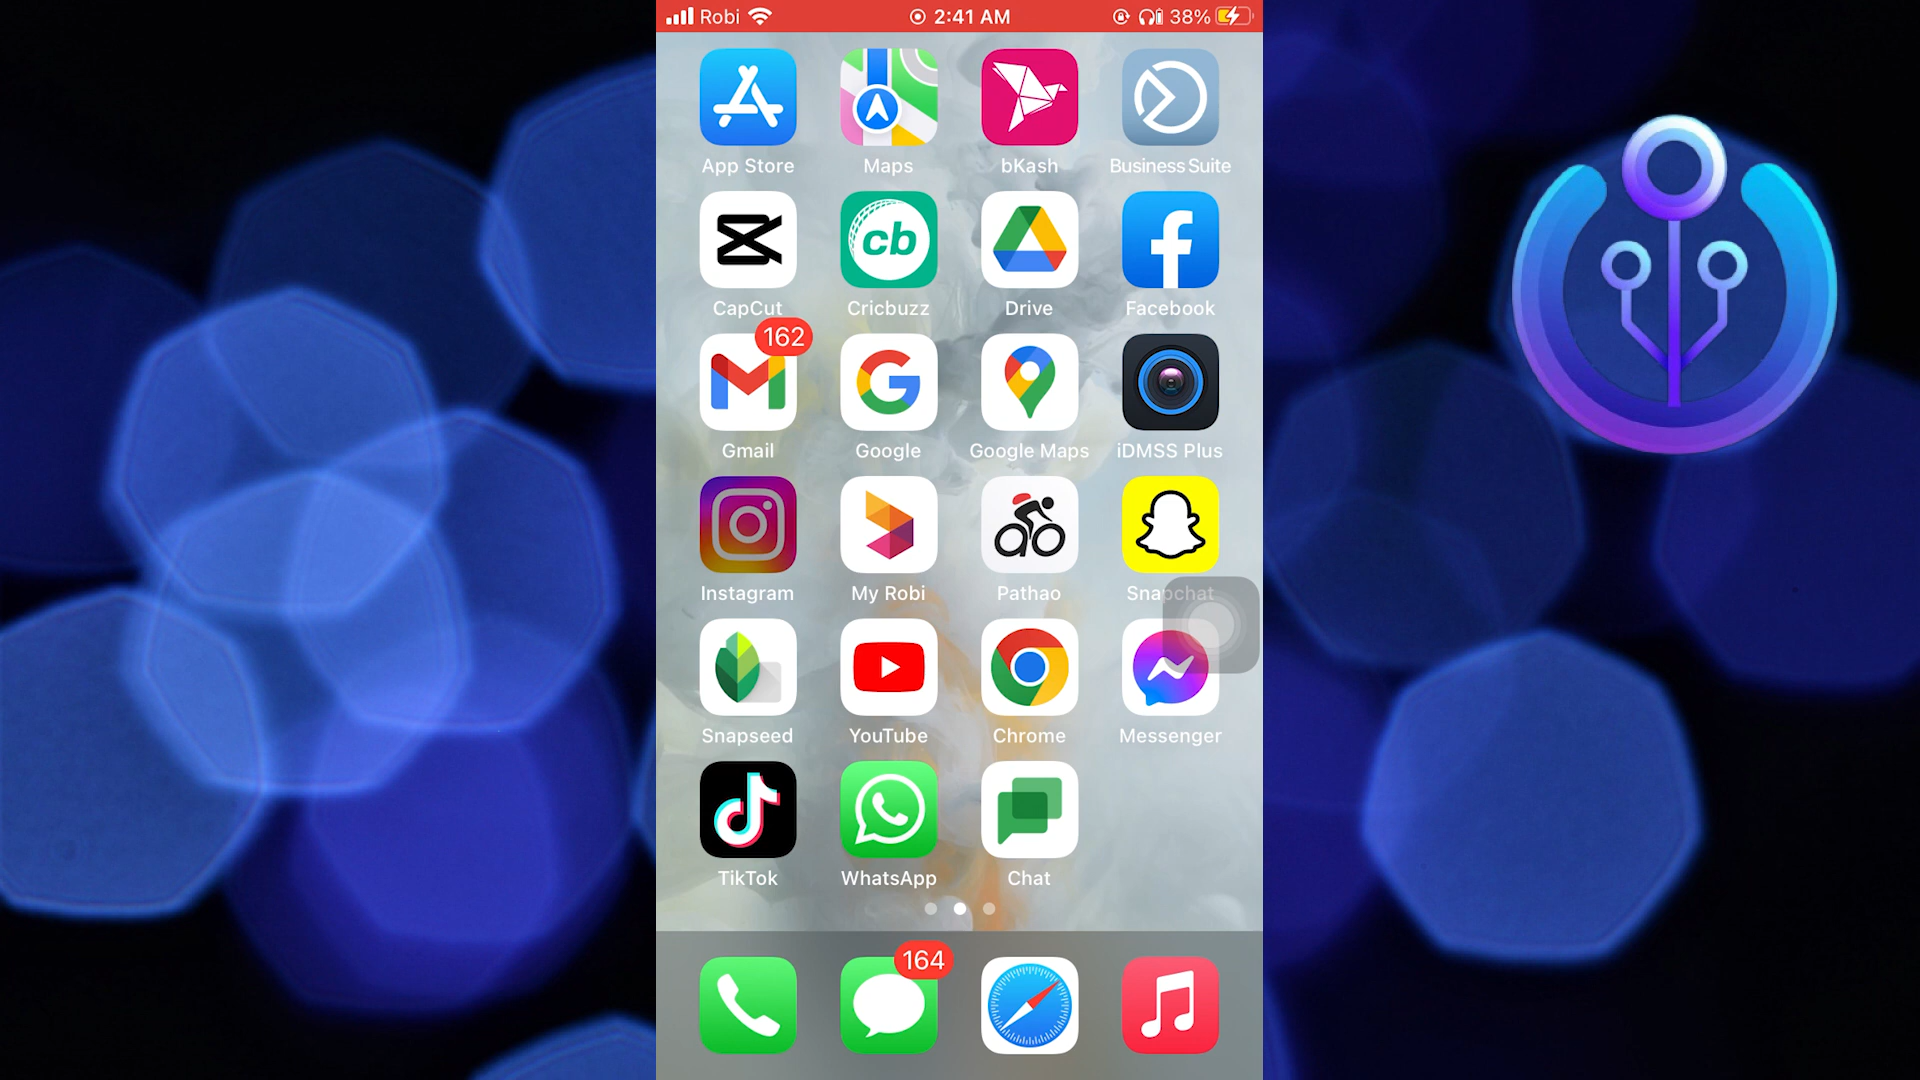 Robi 2:41 AM 38%
App Store Maps bKash Business Suite
cb
CapCut Cricbuzz Drive Facebook
162
Gmail Google Google Maps iDMSS Plus
Instagram My Robi Pathao Snapchat
Snapseed YouTube Chrome Messenger
TikTok WhatsApp Chat
164